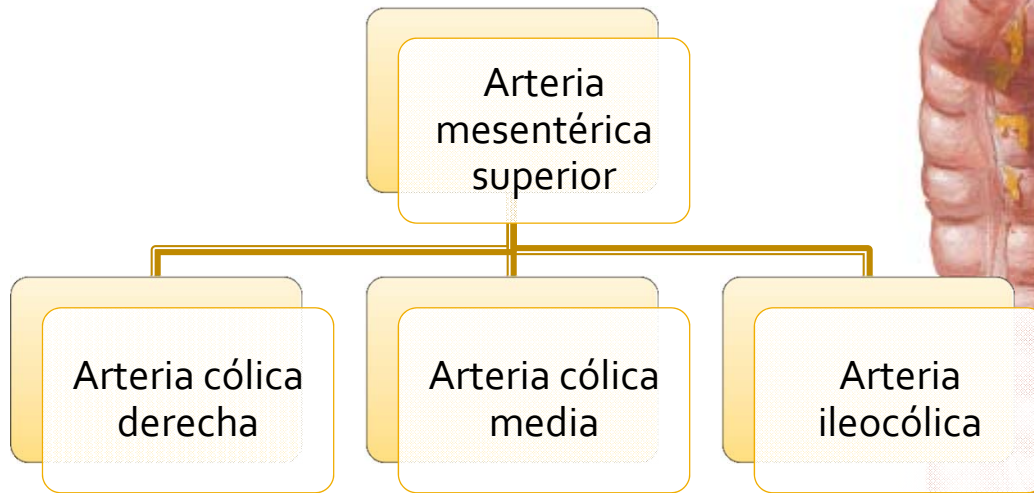 Arteria
mesentérica
superior
Arteria cólica
derecha
Arteria cólica
media
Arteria
ileocólica